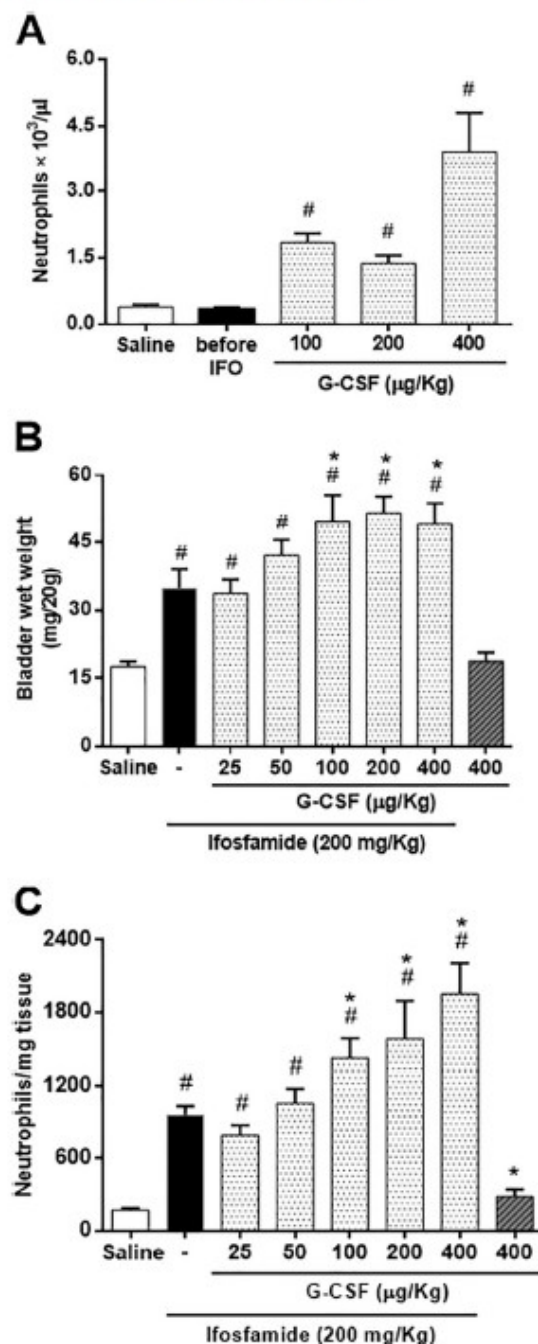 A
Neutrophils × 10³/µl
6.0
4.5
3.0
1.5
0.0
# # #
Saline before IFO 100 200 400
G-CSF (µg/Kg)
B
Bladder wet weight (mg/20g)
60
45
30
15
0
# # # *# *# *#
Saline - 25 50 100 200 400 400
G-CSF (µg/Kg)
Ifosfamide (200 mg/Kg)
C
Neutrophils/mg tissue
2400
1800
1200
600
0
# # # *# *# *# *
Saline - 25 50 100 200 400 400
G-CSF (µg/Kg)
Ifosfamide (200 mg/Kg)